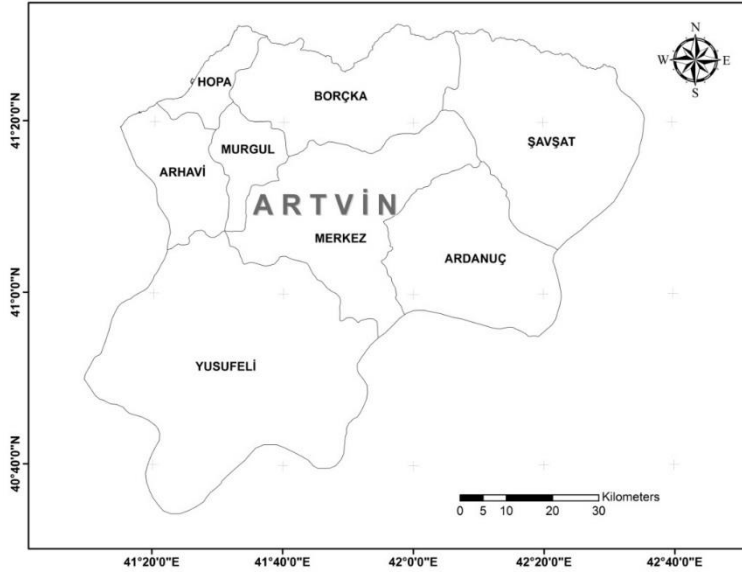 N
W E
S
HOPA
BORÇKA
ŞAVŞAT
MURGUL
ARHAVİ
ARTVİN
MERKEZ
ARDANUÇ
YUSUFELİ
41°20'0"N
41°0'0"N
40°40'0"N
Kilometers
0 5 10 20 30
41°20'0"E 41°40'0"E 42°0'0"E 42°20'0"E 42°40'0"E